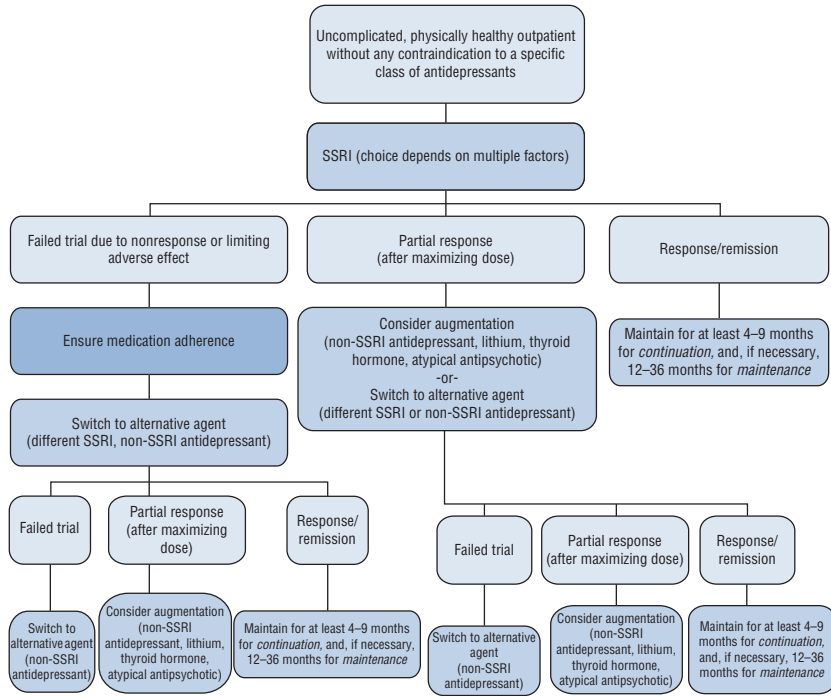 Uncomplicated, physically healthy outpatient
without any contraindication to a specific
class of antidepressants
SSRI (choice depends on multiple factors)
Failed trial due to nonresponse or limiting
adverse effect
Partial response
(after maximizing dose)
Response/remission
Ensure medication adherence
Consider augmentation
(non-SSRI antidepressant, lithium, thyroid
hormone, atypical antipsychotic)
-or-
Switch to alternative agent
(different SSRI or non-SSRI antidepressant)
Maintain for at least 4–9 months
for continuation, and, if necessary,
12–36 months for maintenance
Switch to alternative agent
(different SSRI, non-SSRI antidepressant)
Failed trial
Partial response
(after maximizing
dose)
Response/
remission
Failed trial
Partial response
(after maximizing dose)
Response/
remission
Switch to
alternative agent
(non-SSRI
antidepressant)
Consider augmentation
(non-SSRI
antidepressant, lithium,
thyroid hormone,
atypical antipsychotic)
Maintain for at least 4–9 months
for continuation, and, if necessary,
12–36 months for maintenance
Switch to alternative
agent
(non-SSRI
antidepressant)
Consider augmentation
(non-SSRI
antidepressant, lithium,
thyroid hormone,
atypical antipsychotic)
Maintain for at least 4–9
months for continuation,
and, if necessary, 12–36
months for maintenance